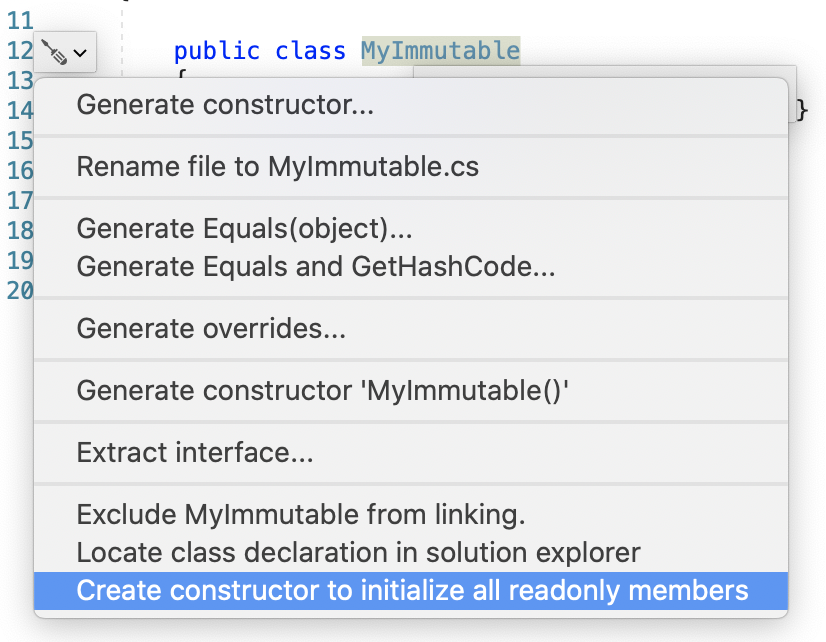 11
12 public class MyImmutable
13 {
14 }
15
16
17
18
19
20
Generate constructor...
Rename file to MyImmutable.cs
Generate Equals(object)...
Generate Equals and GetHashCode...
Generate overrides...
Generate constructor 'MyImmutable()'
Extract interface...
Exclude MyImmutable from linking.
Locate class declaration in solution explorer
Create constructor to initialize all readonly members